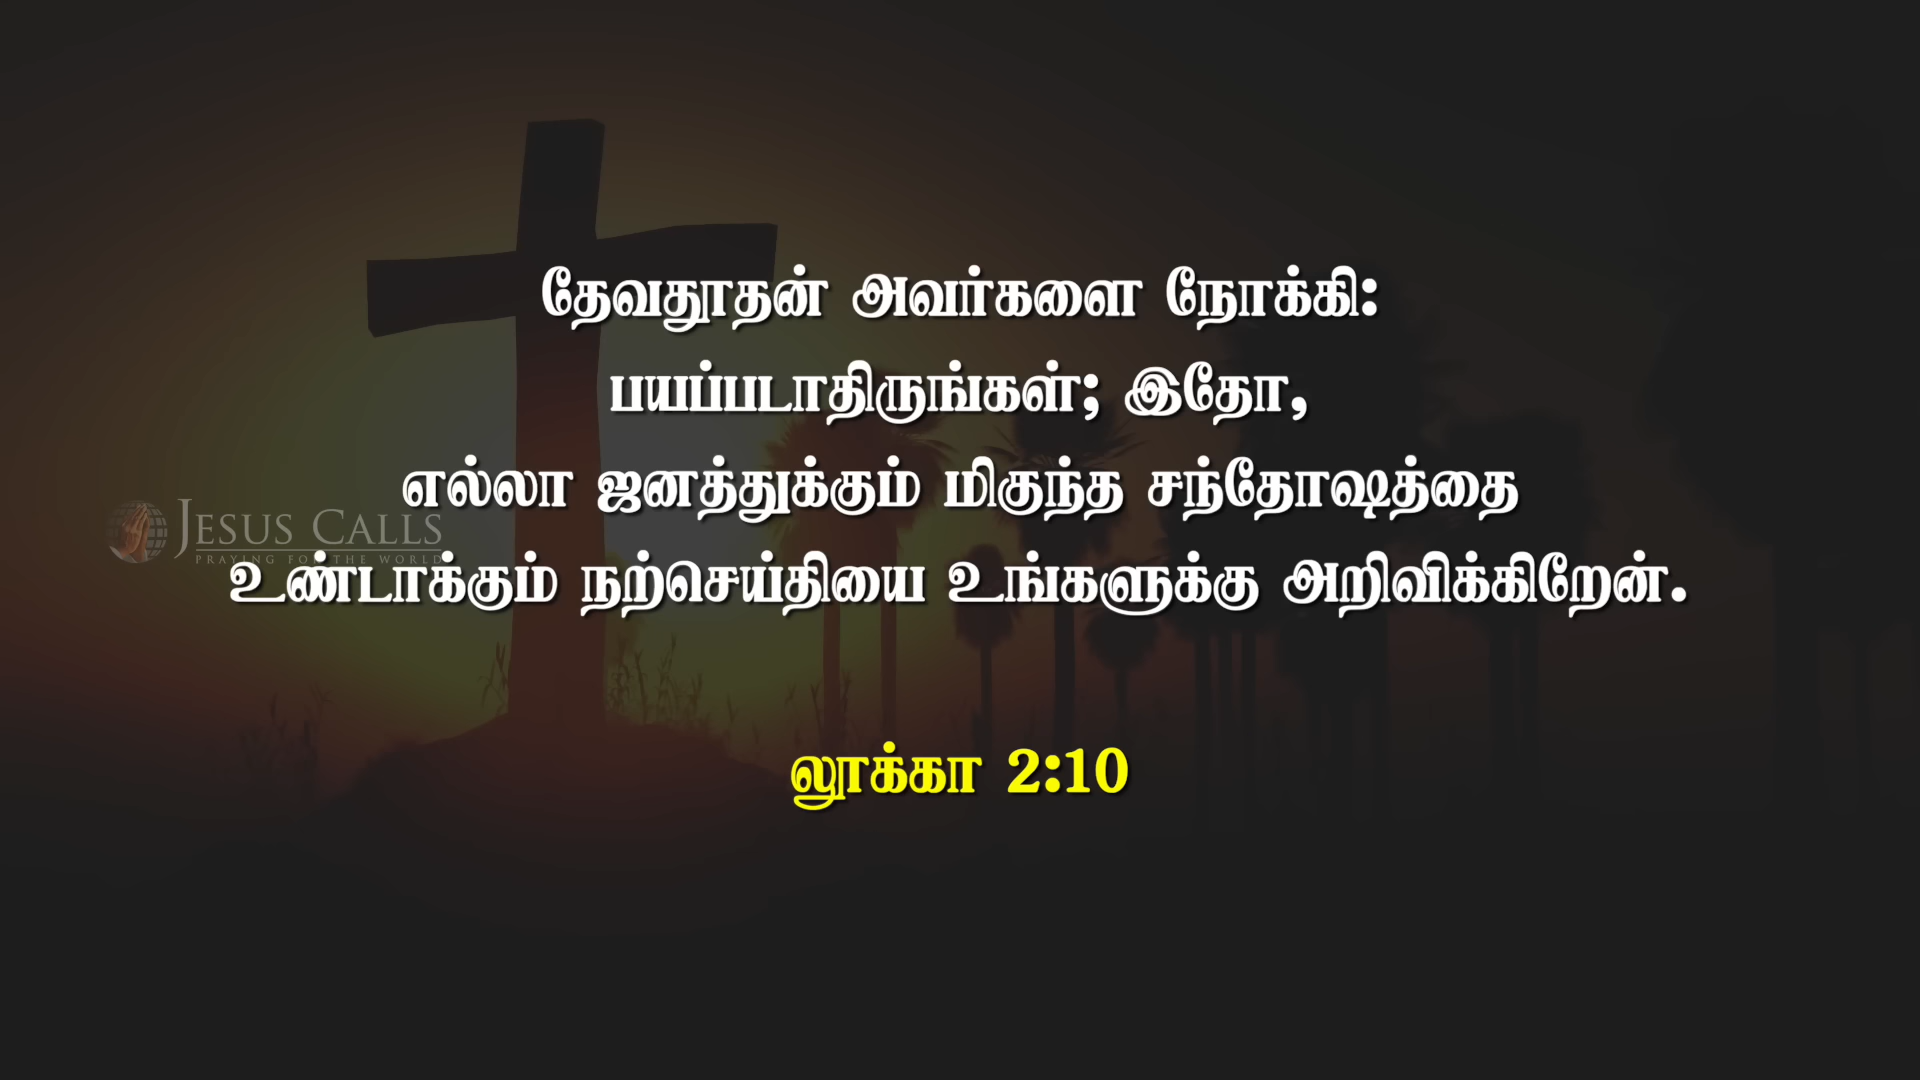 தேவதூதன் அவர்களை நோக்கி:
பயப்படாதிருங்கள்; இதோ,
எல்லா ஜனத்துக்கும் மிகுந்த சந்தோஷத்தை
JESUS CALLS
PRAYING FOR THE WORLD
உண்டாக்கும் நற்செய்தியை உங்களுக்கு அறிவிக்கிறேன்.
லூக்கா 2:10